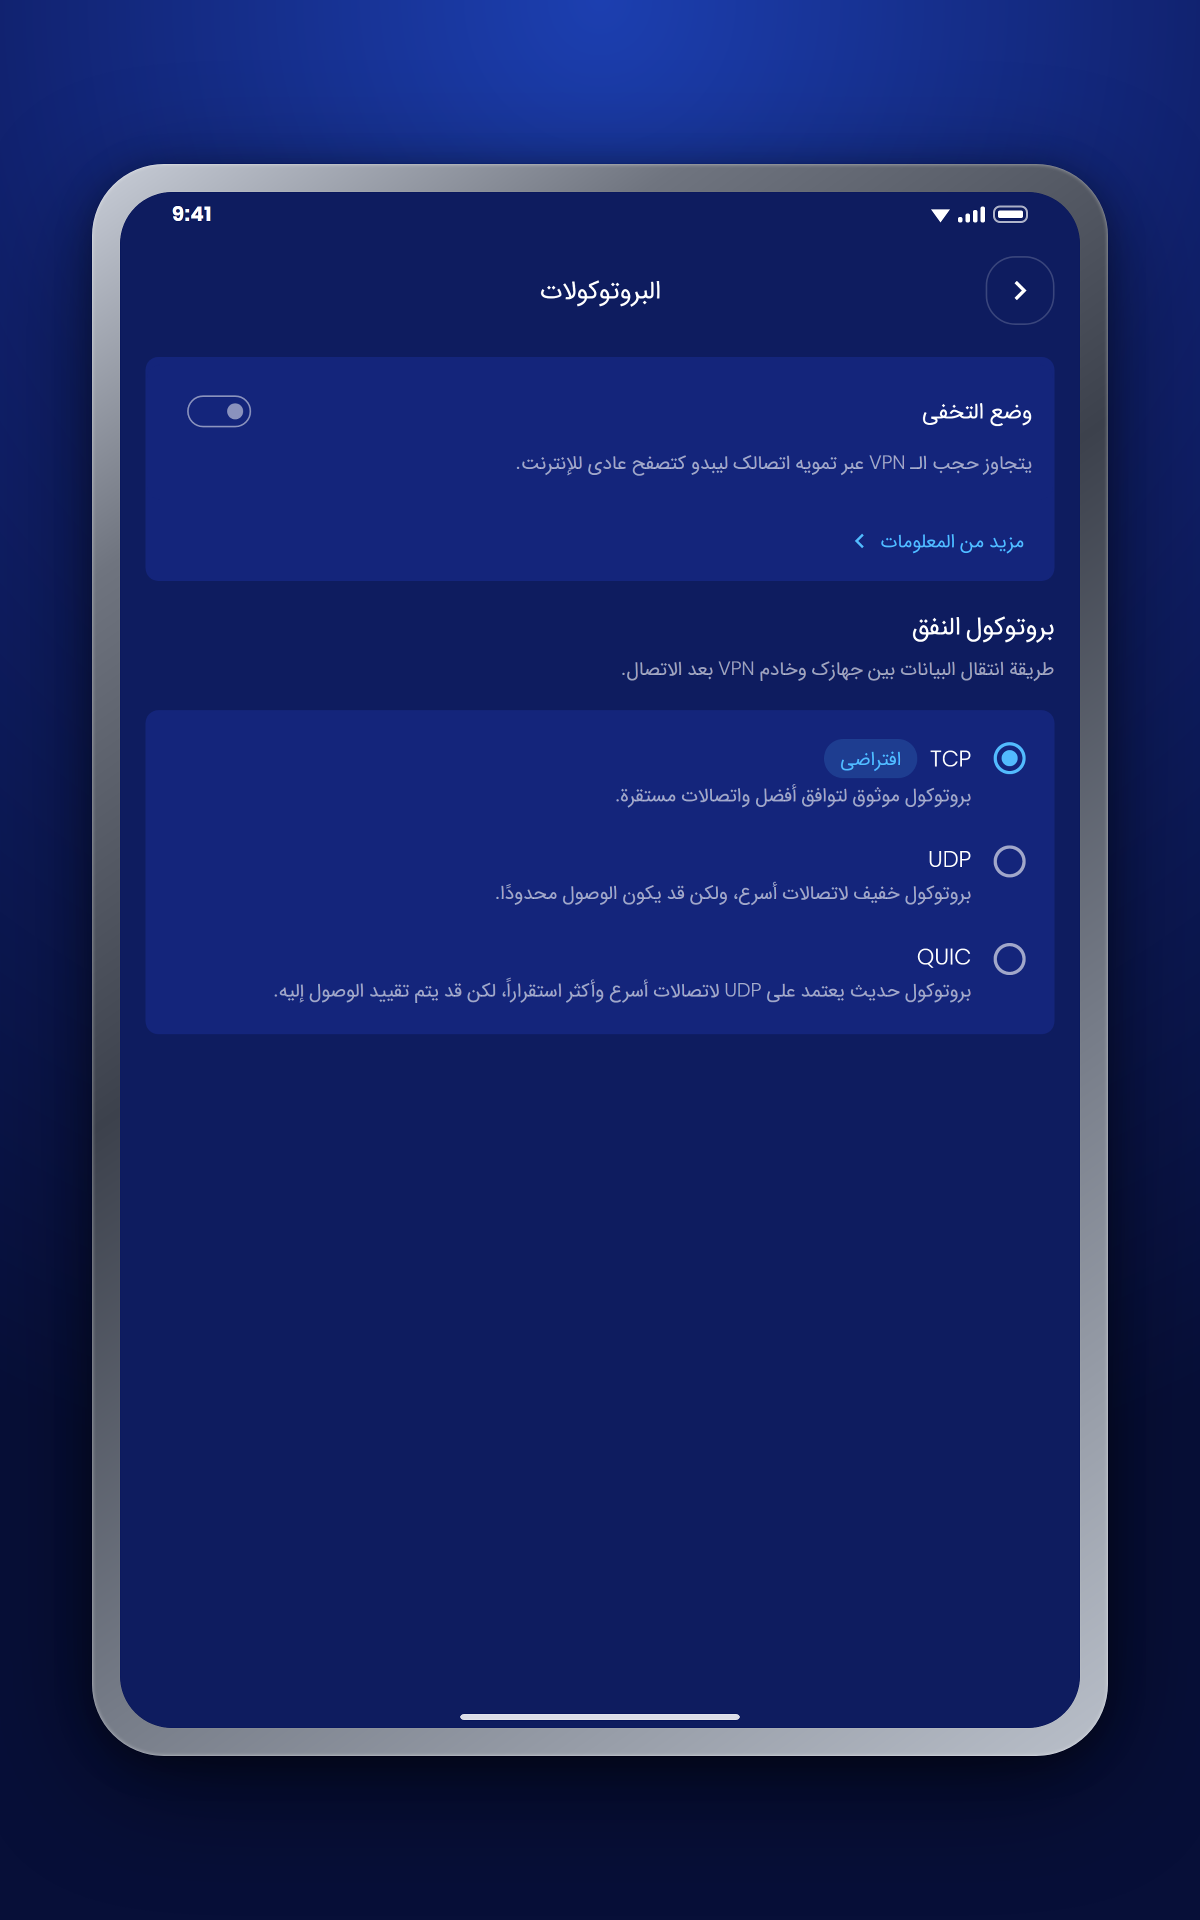 9:41
البروتوكولات
وضع التخفي
يتجاوز حجب الـ VPN عبر تمويه اتصالك ليبدو كتصفح عادي للإنترنت.
مزيد من المعلومات
بروتوكول النفق
طريقة انتقال البيانات بين جهازك وخادم VPN بعد الاتصال.
TCP افتراضي
بروتوكول موثوق لتوافق أفضل واتصالات مستقرة.
UDP
بروتوكول خفيف لاتصالات أسرع، ولكن قد يكون الوصول محدودًا.
QUIC
بروتوكول حديث يعتمد على UDP لاتصالات أسرع وأكثر استقراراً، لكن قد يتم تقييد الوصول إليه.